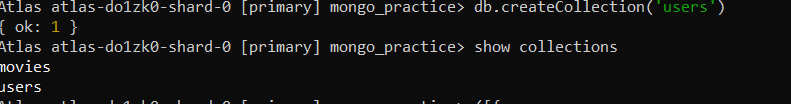 Atlas atlas-do1zk0-shard-0 [primary] mongo_practice> db.createCollection('users')
{ ok: 1 }
Atlas atlas-do1zk0-shard-0 [primary] mongo_practice> show collections
movies
users